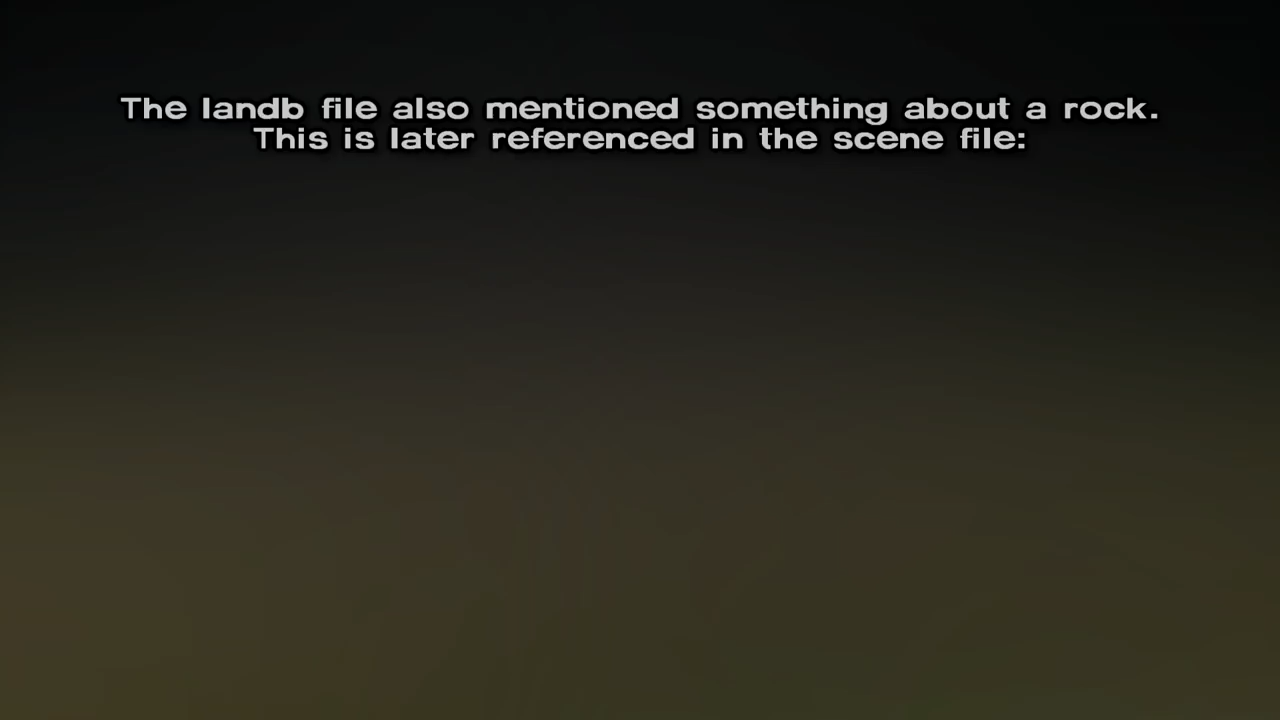 The landb file also mentioned something about a rock.
This is later referenced in the scene file: